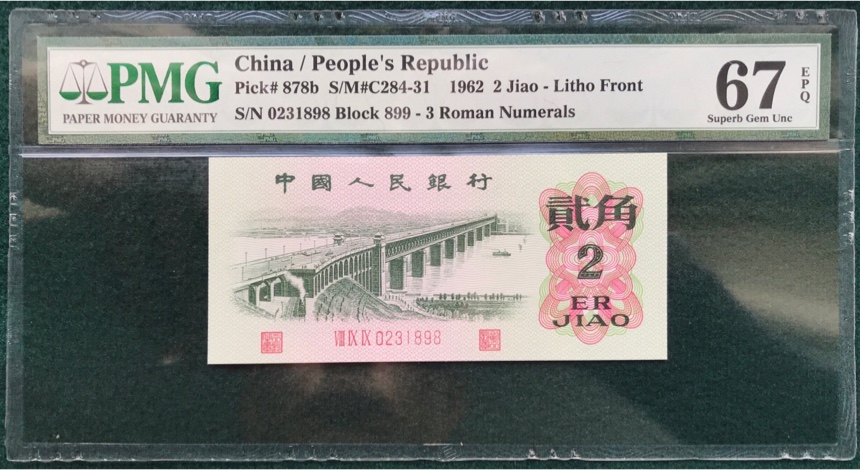 PMG
PAPER MONEY GUARANTY
China / People's Republic
Pick# 878b S/M#C284-31 1962 2 Jiao - Litho Front
S/N 0231898 Block 899 - 3 Roman Numerals
67 EPQ
Superb Gem Unc
中國人民銀行
貳角
2
ER
JIAO
VIII IX IX 0231898